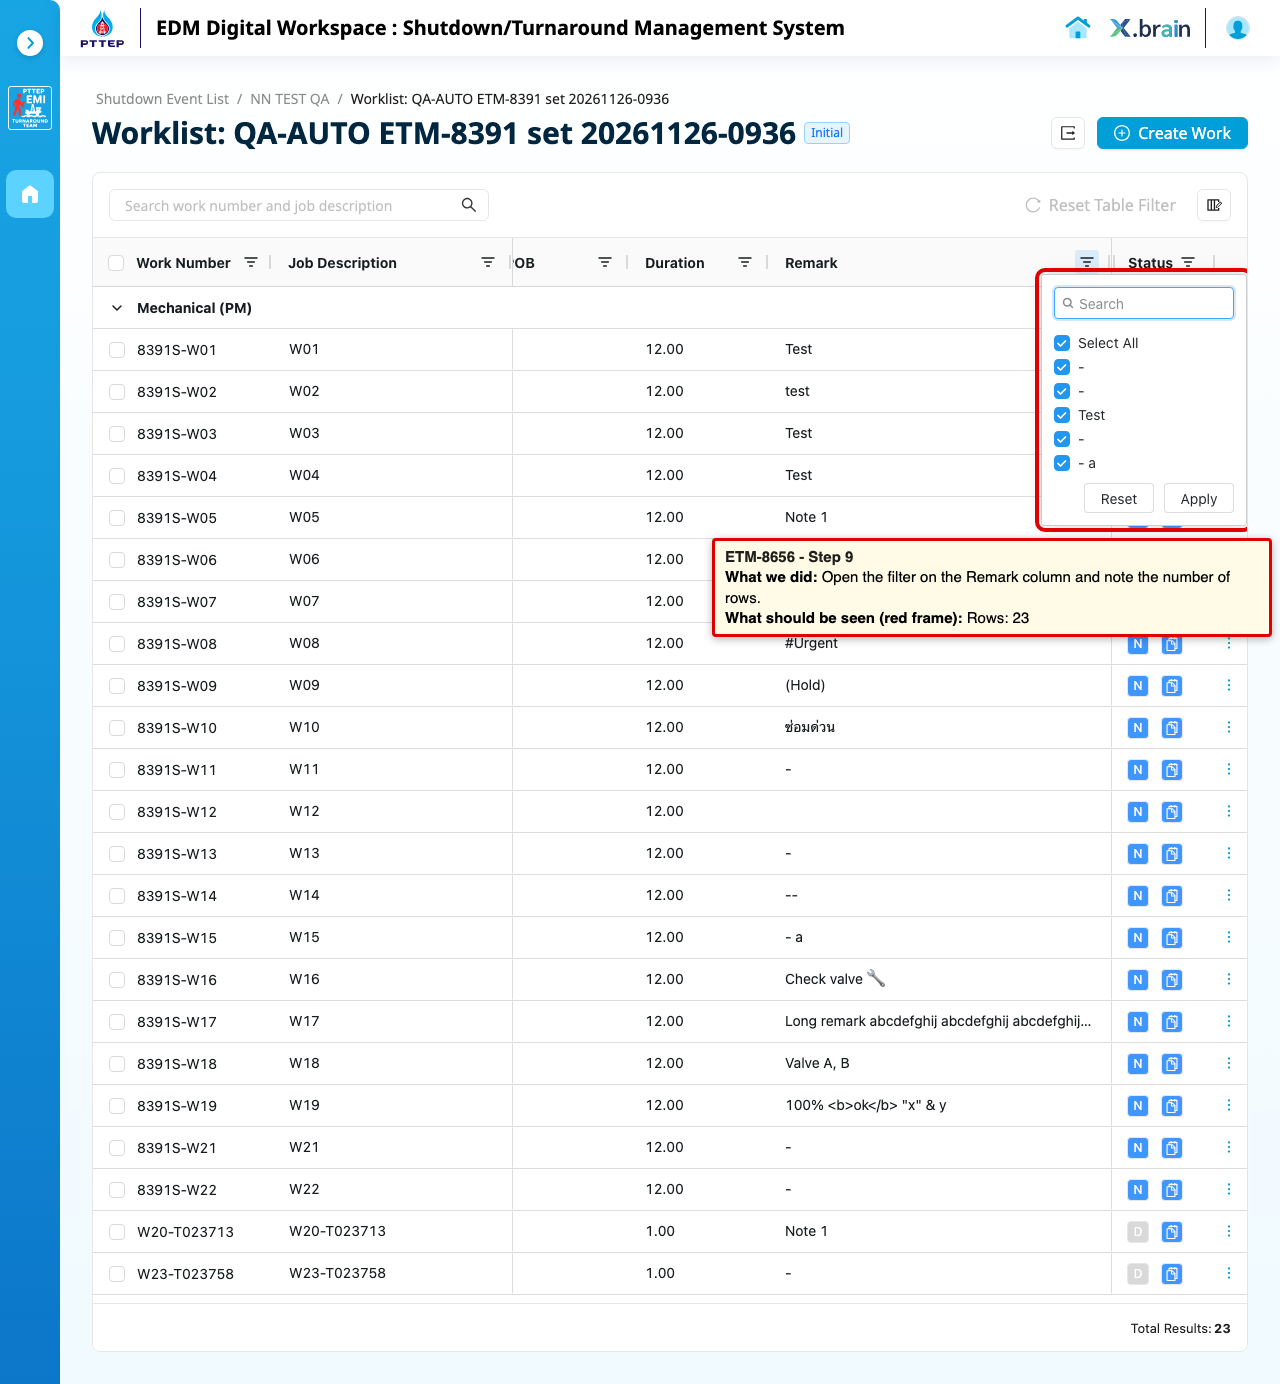 PTTEP
EDM Digital Workspace : Shutdown/Turnaround Management System
X.brain
PTTEP
EMI
TURNAROUND
TEAM
Shutdown Event List / NN TEST QA / Worklist: QA-AUTO ETM-8391 set 20261126-0936
Worklist: QA-AUTO ETM-8391 set 20261126-0936 Initial
Create Work
Search work number and job description
Reset Table Filter
Work Number Job Description POB Duration Remark Status
Mechanical (PM)
8391S-W01 W01 12.00 Test
8391S-W02 W02 12.00 test
8391S-W03 W03 12.00 Test
8391S-W04 W04 12.00 Test
8391S-W05 W05 12.00 Note 1
8391S-W06 W06 12.00
8391S-W07 W07 12.00
8391S-W08 W08 12.00 #Urgent N
8391S-W09 W09 12.00 (Hold) N
8391S-W10 W10 12.00 ซ่อมด่วน N
8391S-W11 W11 12.00 - N
8391S-W12 W12 12.00 N
8391S-W13 W13 12.00 - N
8391S-W14 W14 12.00 -- N
8391S-W15 W15 12.00 - a N
8391S-W16 W16 12.00 Check valve 🔧 N
8391S-W17 W17 12.00 Long remark abcdefghij abcdefghij abcdefghij... N
8391S-W18 W18 12.00 Valve A, B N
8391S-W19 W19 12.00 100% <b>ok</b> "x" & y N
8391S-W21 W21 12.00 - N
8391S-W22 W22 12.00 - N
W20-T023713 W20-T023713 1.00 Note 1 D
W23-T023758 W23-T023758 1.00 - D
Total Results: 23
Search
Select All
-
-
Test
-
- a
Reset Apply
ETM-8656 - Step 9
What we did: Open the filter on the Remark column and note the number of
rows.
What should be seen (red frame): Rows: 23